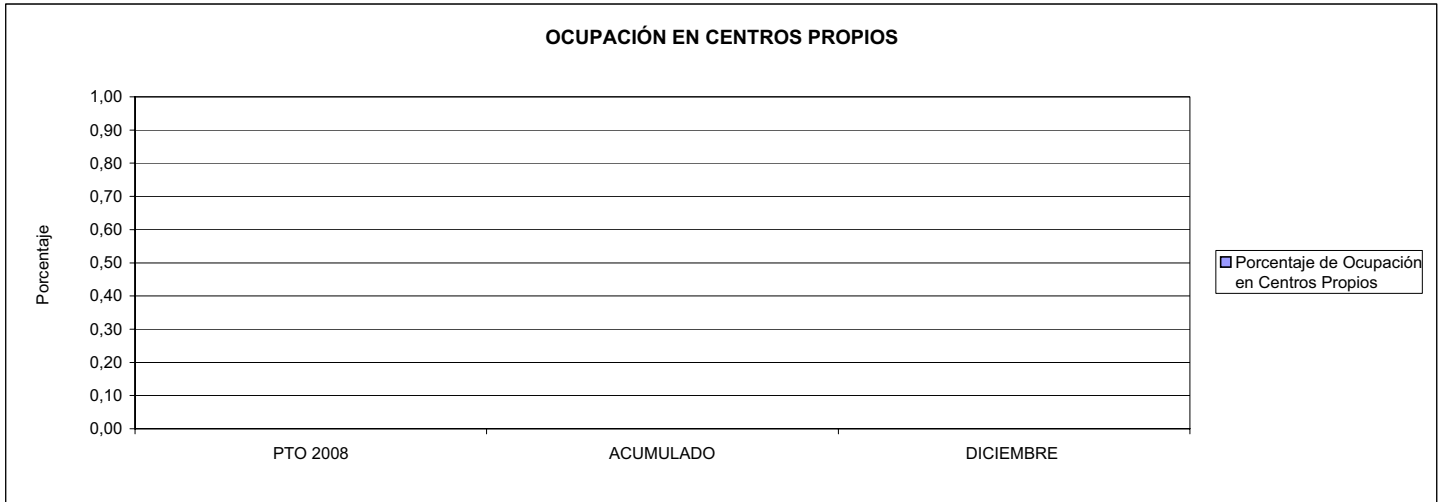 OCUPACIÓN EN CENTROS PROPIOS
1,00
0,90
0,80
0,70
0,60
0,50
0,40
0,30
0,20
0,10
0,00
Porcentaje
PTO 2008
ACUMULADO
DICIEMBRE
Porcentaje de Ocupación
en Centros Propios